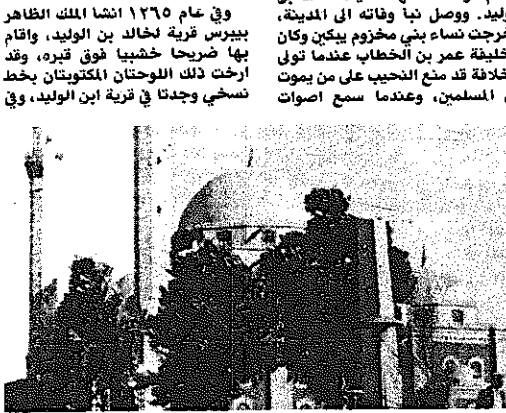 وليد. ووصل نبأ وفاته الى المدينة،
خرجت نساء بني مخزوم يبكين وكان
خليفة عمر بن الخطاب عندما تولى
خلافة قد منع النحيب على من يموت
المسلمين، وعندما سمع اصوات
وفي عام ١٢٦٥ انشا الملك الظاهر
بيبرس قرية لخالد بن الوليد، واقام
بها ضريحا خشبيا فوق قبره، وقد
ارخت ذلك اللوحتان المكتوبتان بخط
نسخي وجدتا في قرية ابن الوليد، وفي